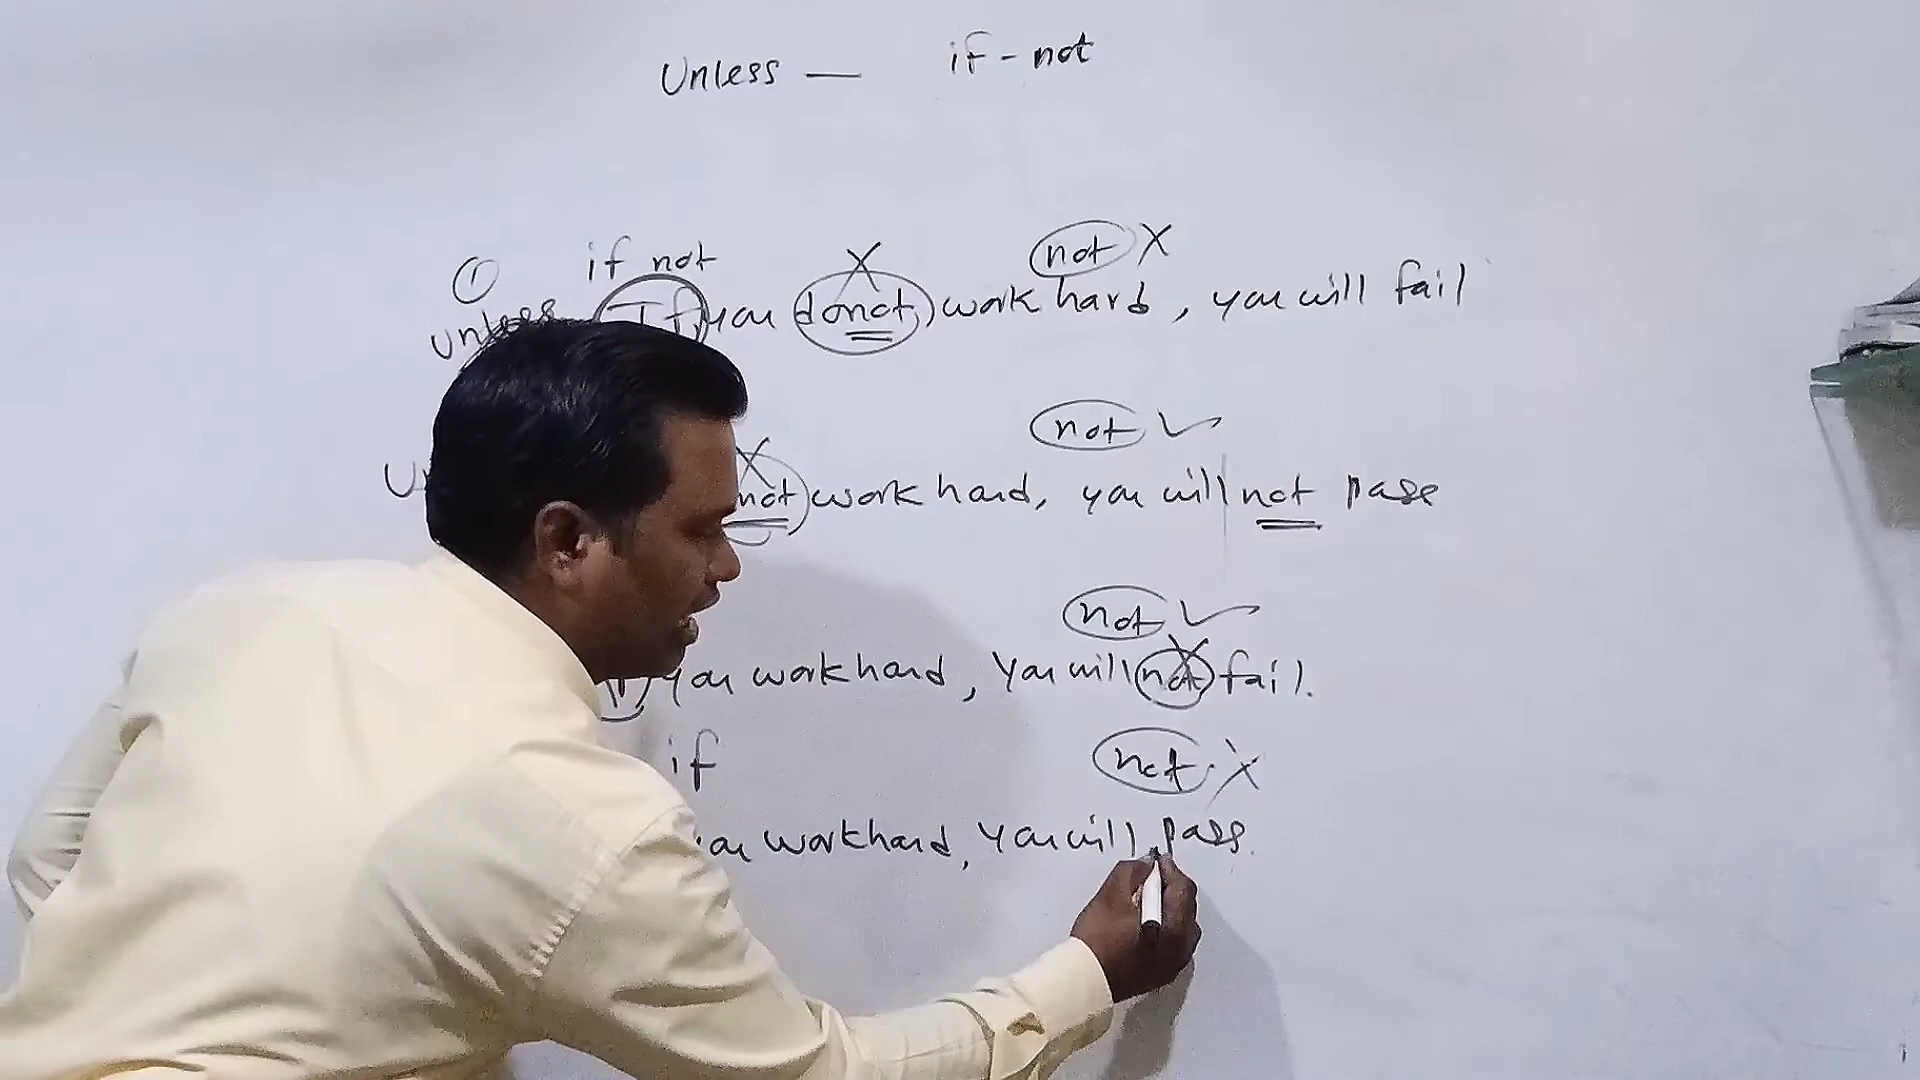 Unless — if - not
if not X not X
① unless If you do not work hard, you will fail
not ✓
X
not work hard, you will not pass
not ✓
X
you work hard, You will not fail.
if not X
you work hard, you will pass.